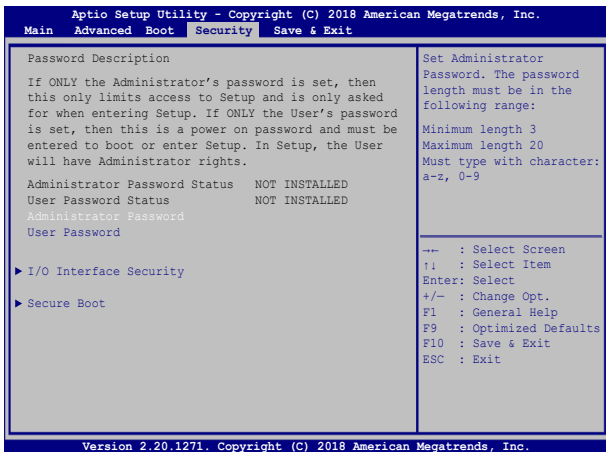 Aptio Setup Utility - Copyright (C) 2018 American Megatrends, Inc.
Main Advanced Boot Security Save & Exit
Password Description
If ONLY the Administrator's password is set, then
this only limits access to Setup and is only asked
for when entering Setup. If ONLY the User's password
is set, then this is a power on password and must be
entered to boot or enter Setup. In Setup, the User
will have Administrator rights.
Administrator Password Status NOT INSTALLED
User Password Status NOT INSTALLED
Administrator Password
User Password
▶ I/O Interface Security
▶ Secure Boot
Set Administrator
Password. The password
length must be in the
following range:
Minimum length 3
Maximum length 20
Must type with character:
a-z, 0-9
→← : Select Screen
↑↓ : Select Item
Enter: Select
+/− : Change Opt.
F1 : General Help
F9 : Optimized Defaults
F10 : Save & Exit
ESC : Exit
Version 2.20.1271. Copyright (C) 2018 American Megatrends, Inc.